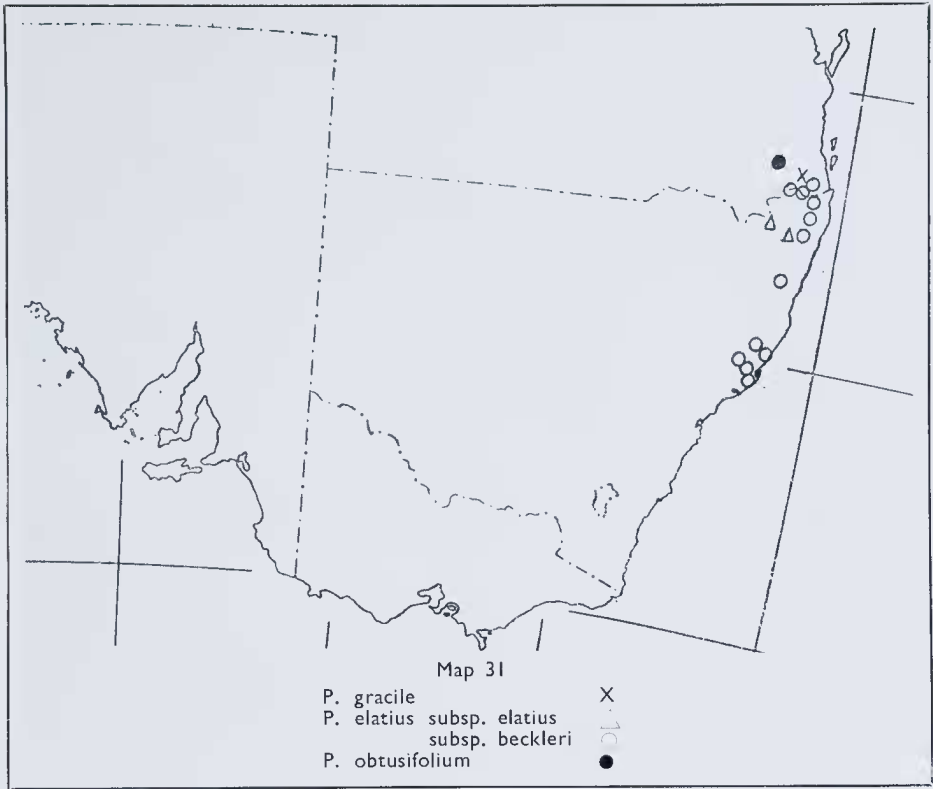 Map 31
P. gracile X
P. elatius subsp. elatius
subsp. beckleri
P. obtusifolium